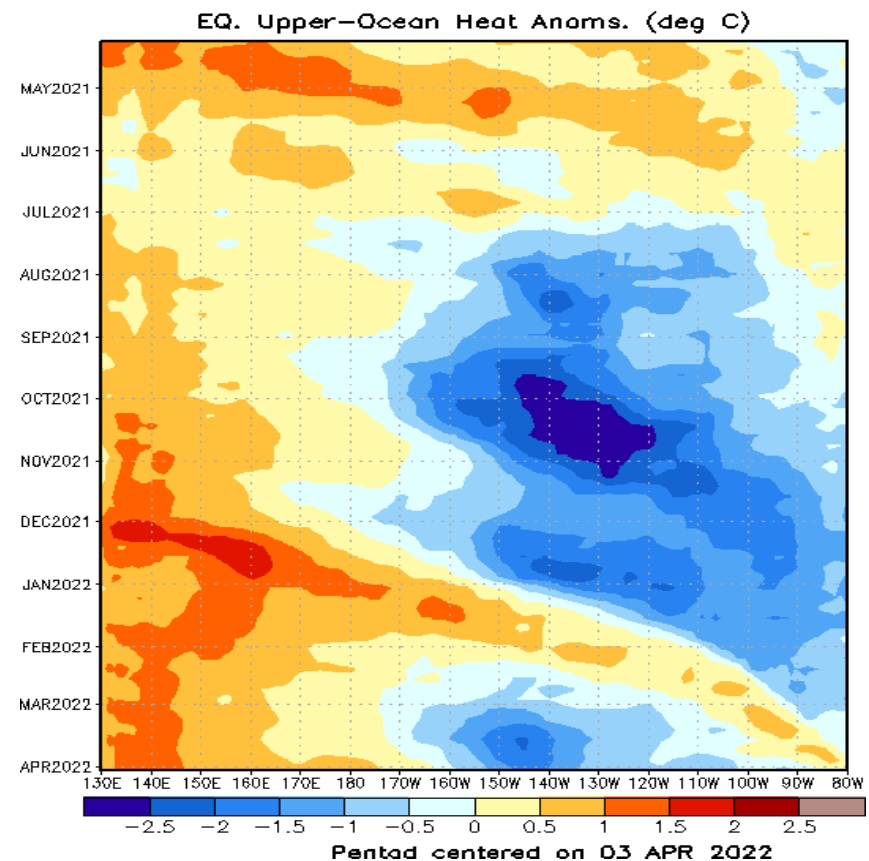 EQ. Upper-Ocean Heat Anoms. (deg C)
MAY2021
JUN2021
JUL2021
AUG2021
SEP2021
OCT2021
NOV2021
DEC2021
JAN2022
FEB2022
MAR2022
APR2022
130E 140E 150E 160E 170E 180 170W 160W 150W 140W 130W 120W 110W 100W 90W 80W
-2.5 -2 -1.5 -1 -0.5 0 0.5 1 1.5 2 2.5
Pentad centered on 03 APR 2022